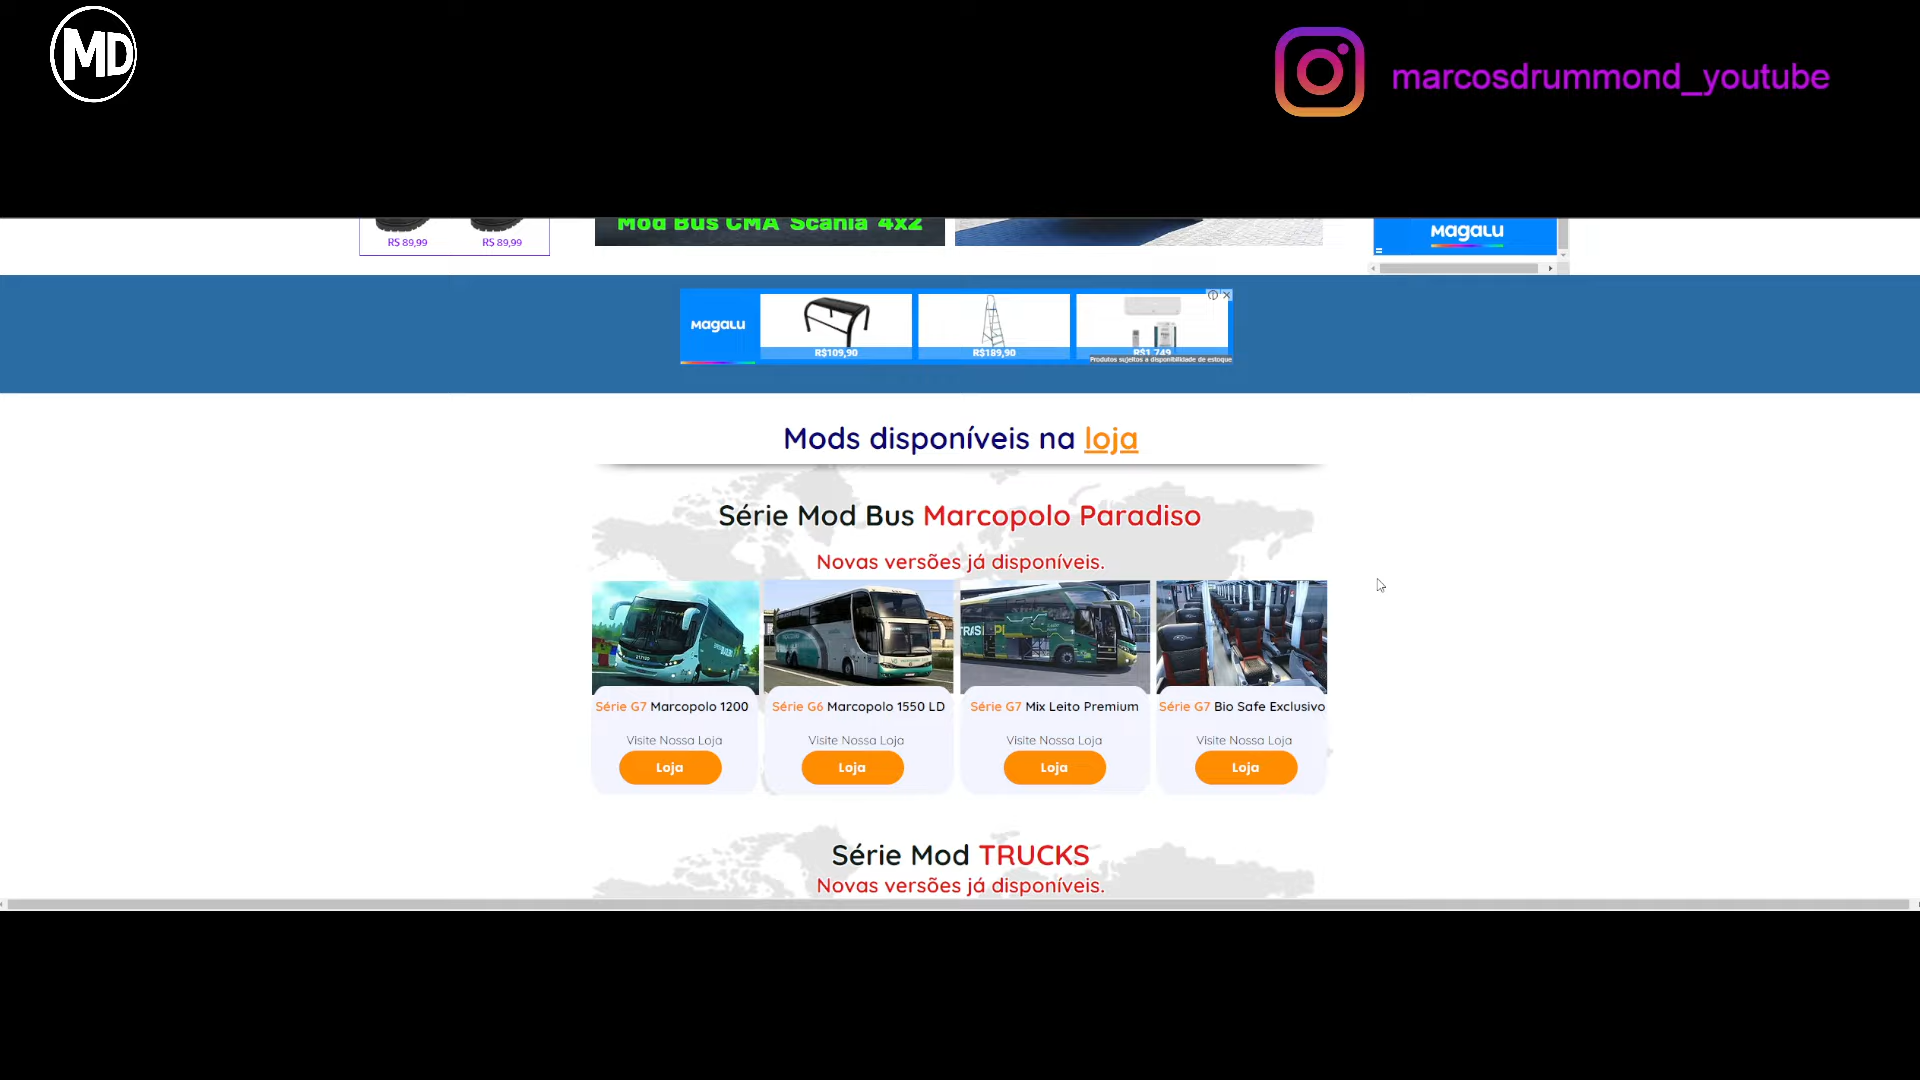 MD
marcosdrummond_youtube
R$ 89,99
R$ 89,99
Mod Bus CMA Scania 4x2
Magalu
Magalu
R$109,90
R$189,90
R$1.749
Produtos sujeitos a disponibilidade de estoque
Mods disponíveis na loja
Série Mod Bus Marcopolo Paradiso
Novas versões já disponíveis.
Série G7 Marcopolo 1200
Visite Nossa Loja
Loja
Série G6 Marcopolo 1550 LD
Visite Nossa Loja
Loja
Série G7 Mix Leito Premium
Visite Nossa Loja
Loja
Série G7 Bio Safe Exclusivo
Visite Nossa Loja
Loja
Série Mod TRUCKS
Novas versões já disponíveis.